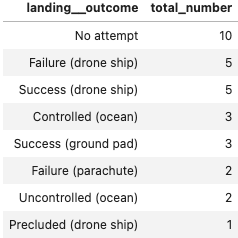 landing__outcome total_number
No attempt 10
Failure (drone ship) 5
Success (drone ship) 5
Controlled (ocean) 3
Success (ground pad) 3
Failure (parachute) 2
Uncontrolled (ocean) 2
Precluded (drone ship) 1